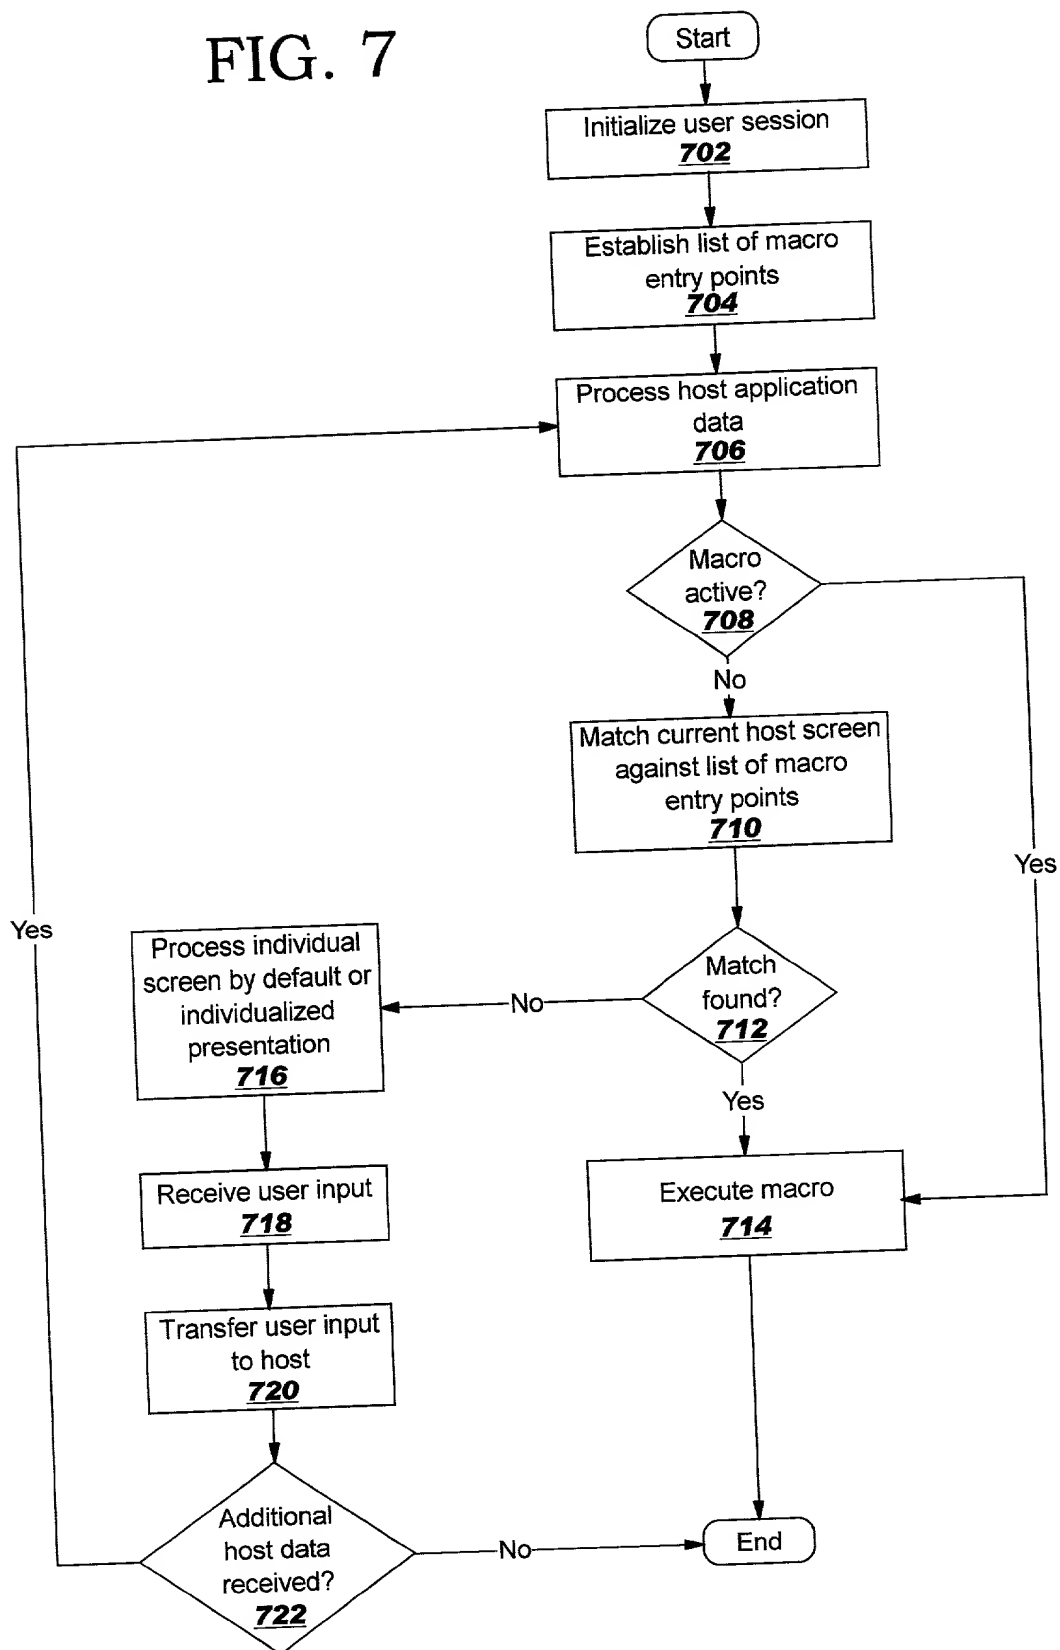 FIG. 7
Start
Initialize user session
702
Establish list of macro
entry points
704
Process host application
data
706
Macro
active?
708
No
Yes
Match current host screen
against list of macro
entry points
710
Match
found?
712
No
Yes
Process individual
screen by default or
individualized
presentation
716
Receive user input
718
Transfer user input
to host
720
Additional
host data
received?
722
Yes
No
Execute macro
714
End